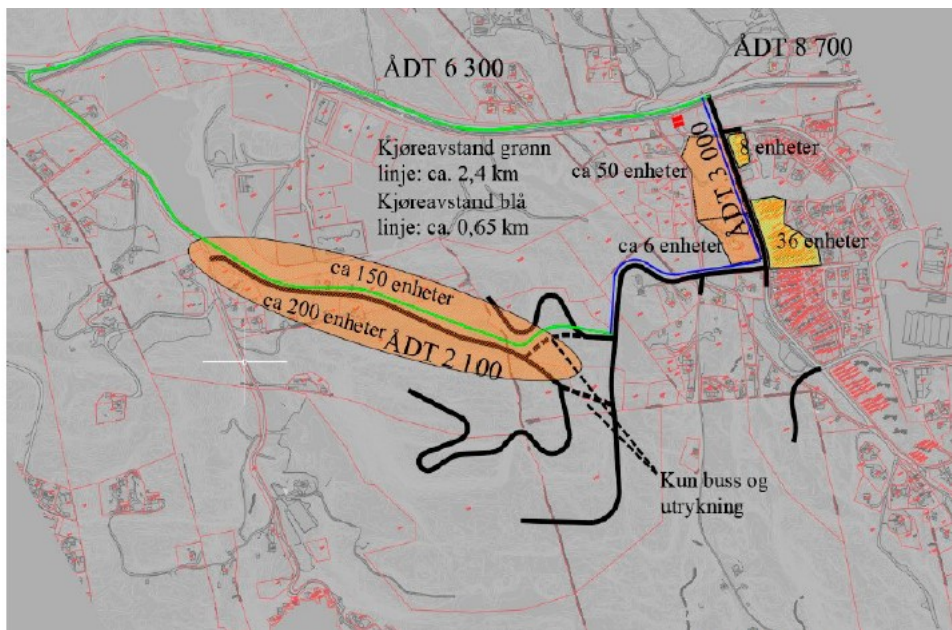 ÅDT 8 700
ÅDT 6 300
Kjøreavstand grønn
linje: ca. 2,4 km
Kjøreavstand blå
linje: ca. 0,65 km
8 enheter
ca 50 enheter
ÅDT 3 000
ca 6 enheter
36 enheter
ca 150 enheter
ca 200 enheter
ÅDT 2 100
Kun buss og
utrykning